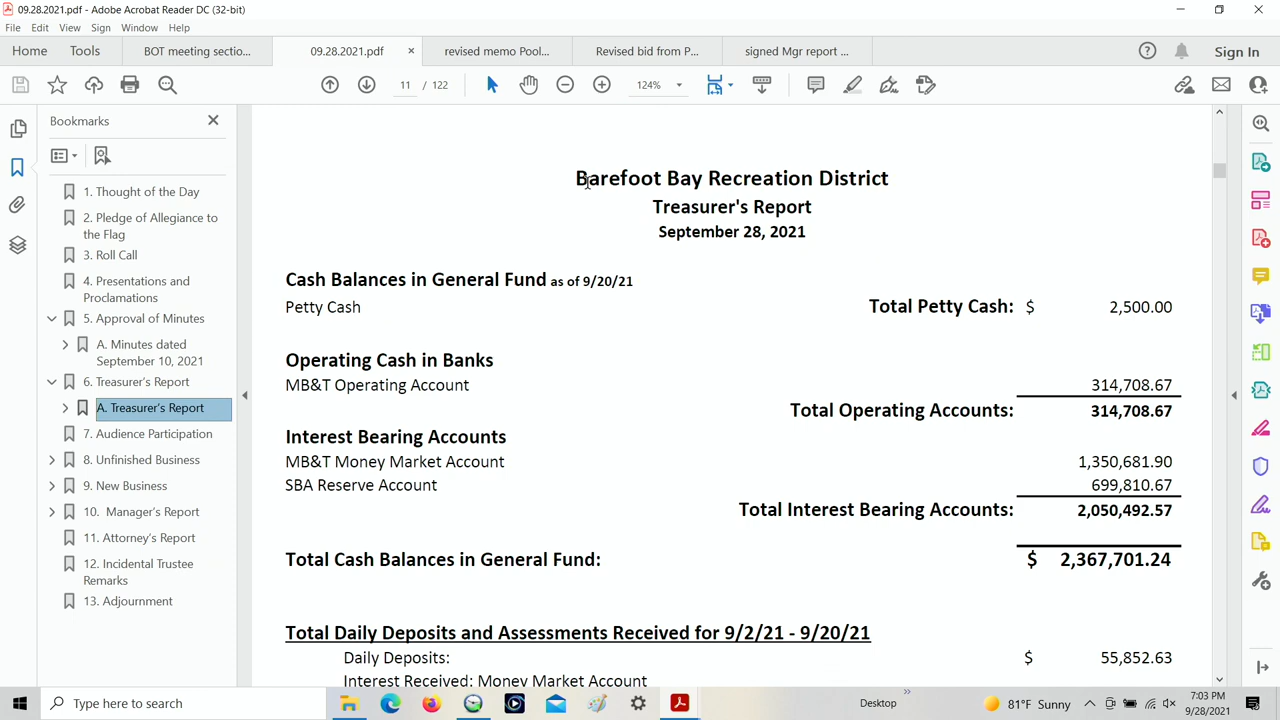 09.28.2021.pdf - Adobe Acrobat Reader DC (32-bit)
File Edit View Sign Window Help
Home Tools BOT meeting sectio... 09.28.2021.pdf × revised memo Pool... Revised bid from P... signed Mgr report ... Sign In
11 / 122 124%
Bookmarks
1. Thought of the Day
2. Pledge of Allegiance to
the Flag
3. Roll Call
4. Presentations and
Proclamations
5. Approval of Minutes
A. Minutes dated
September 10, 2021
6. Treasurer's Report
A. Treasurer's Report
7. Audience Participation
8. Unfinished Business
9. New Business
10. Manager's Report
11. Attorney's Report
12. Incidental Trustee
Remarks
13. Adjournment
Barefoot Bay Recreation District
Treasurer's Report
September 28, 2021
Cash Balances in General Fund as of 9/20/21
Petty Cash Total Petty Cash: $ 2,500.00
Operating Cash in Banks
MB&T Operating Account 314,708.67
Total Operating Accounts: 314,708.67
Interest Bearing Accounts
MB&T Money Market Account 1,350,681.90
SBA Reserve Account 699,810.67
Total Interest Bearing Accounts: 2,050,492.57
Total Cash Balances in General Fund: $ 2,367,701.24
Total Daily Deposits and Assessments Received for 9/2/21 - 9/20/21
Daily Deposits: $ 55,852.63
Interest Received: Money Market Account
Type here to search Desktop 81°F Sunny 7:03 PM
9/28/2021